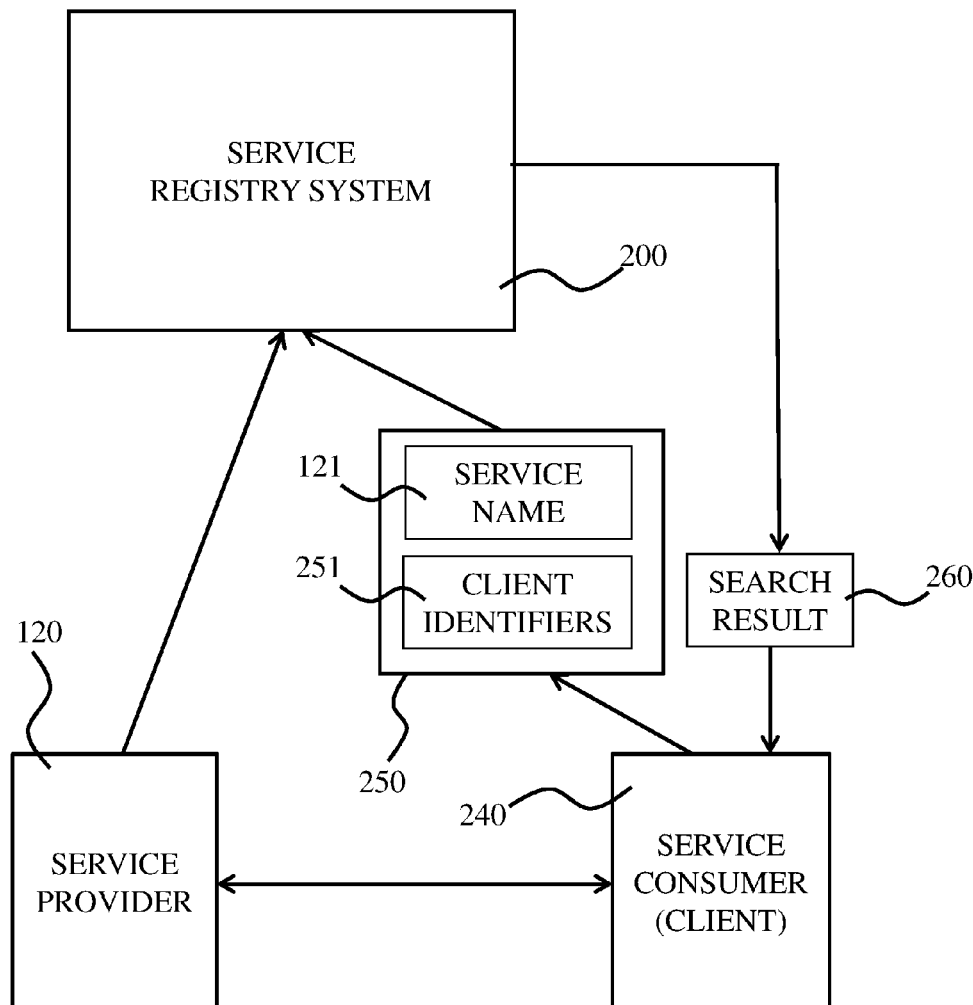 SERVICE
REGISTRY SYSTEM
200
121
SERVICE
NAME
251
CLIENT
IDENTIFIERS
SEARCH
RESULT
260
120
250
240
SERVICE
PROVIDER
SERVICE
CONSUMER
(CLIENT)